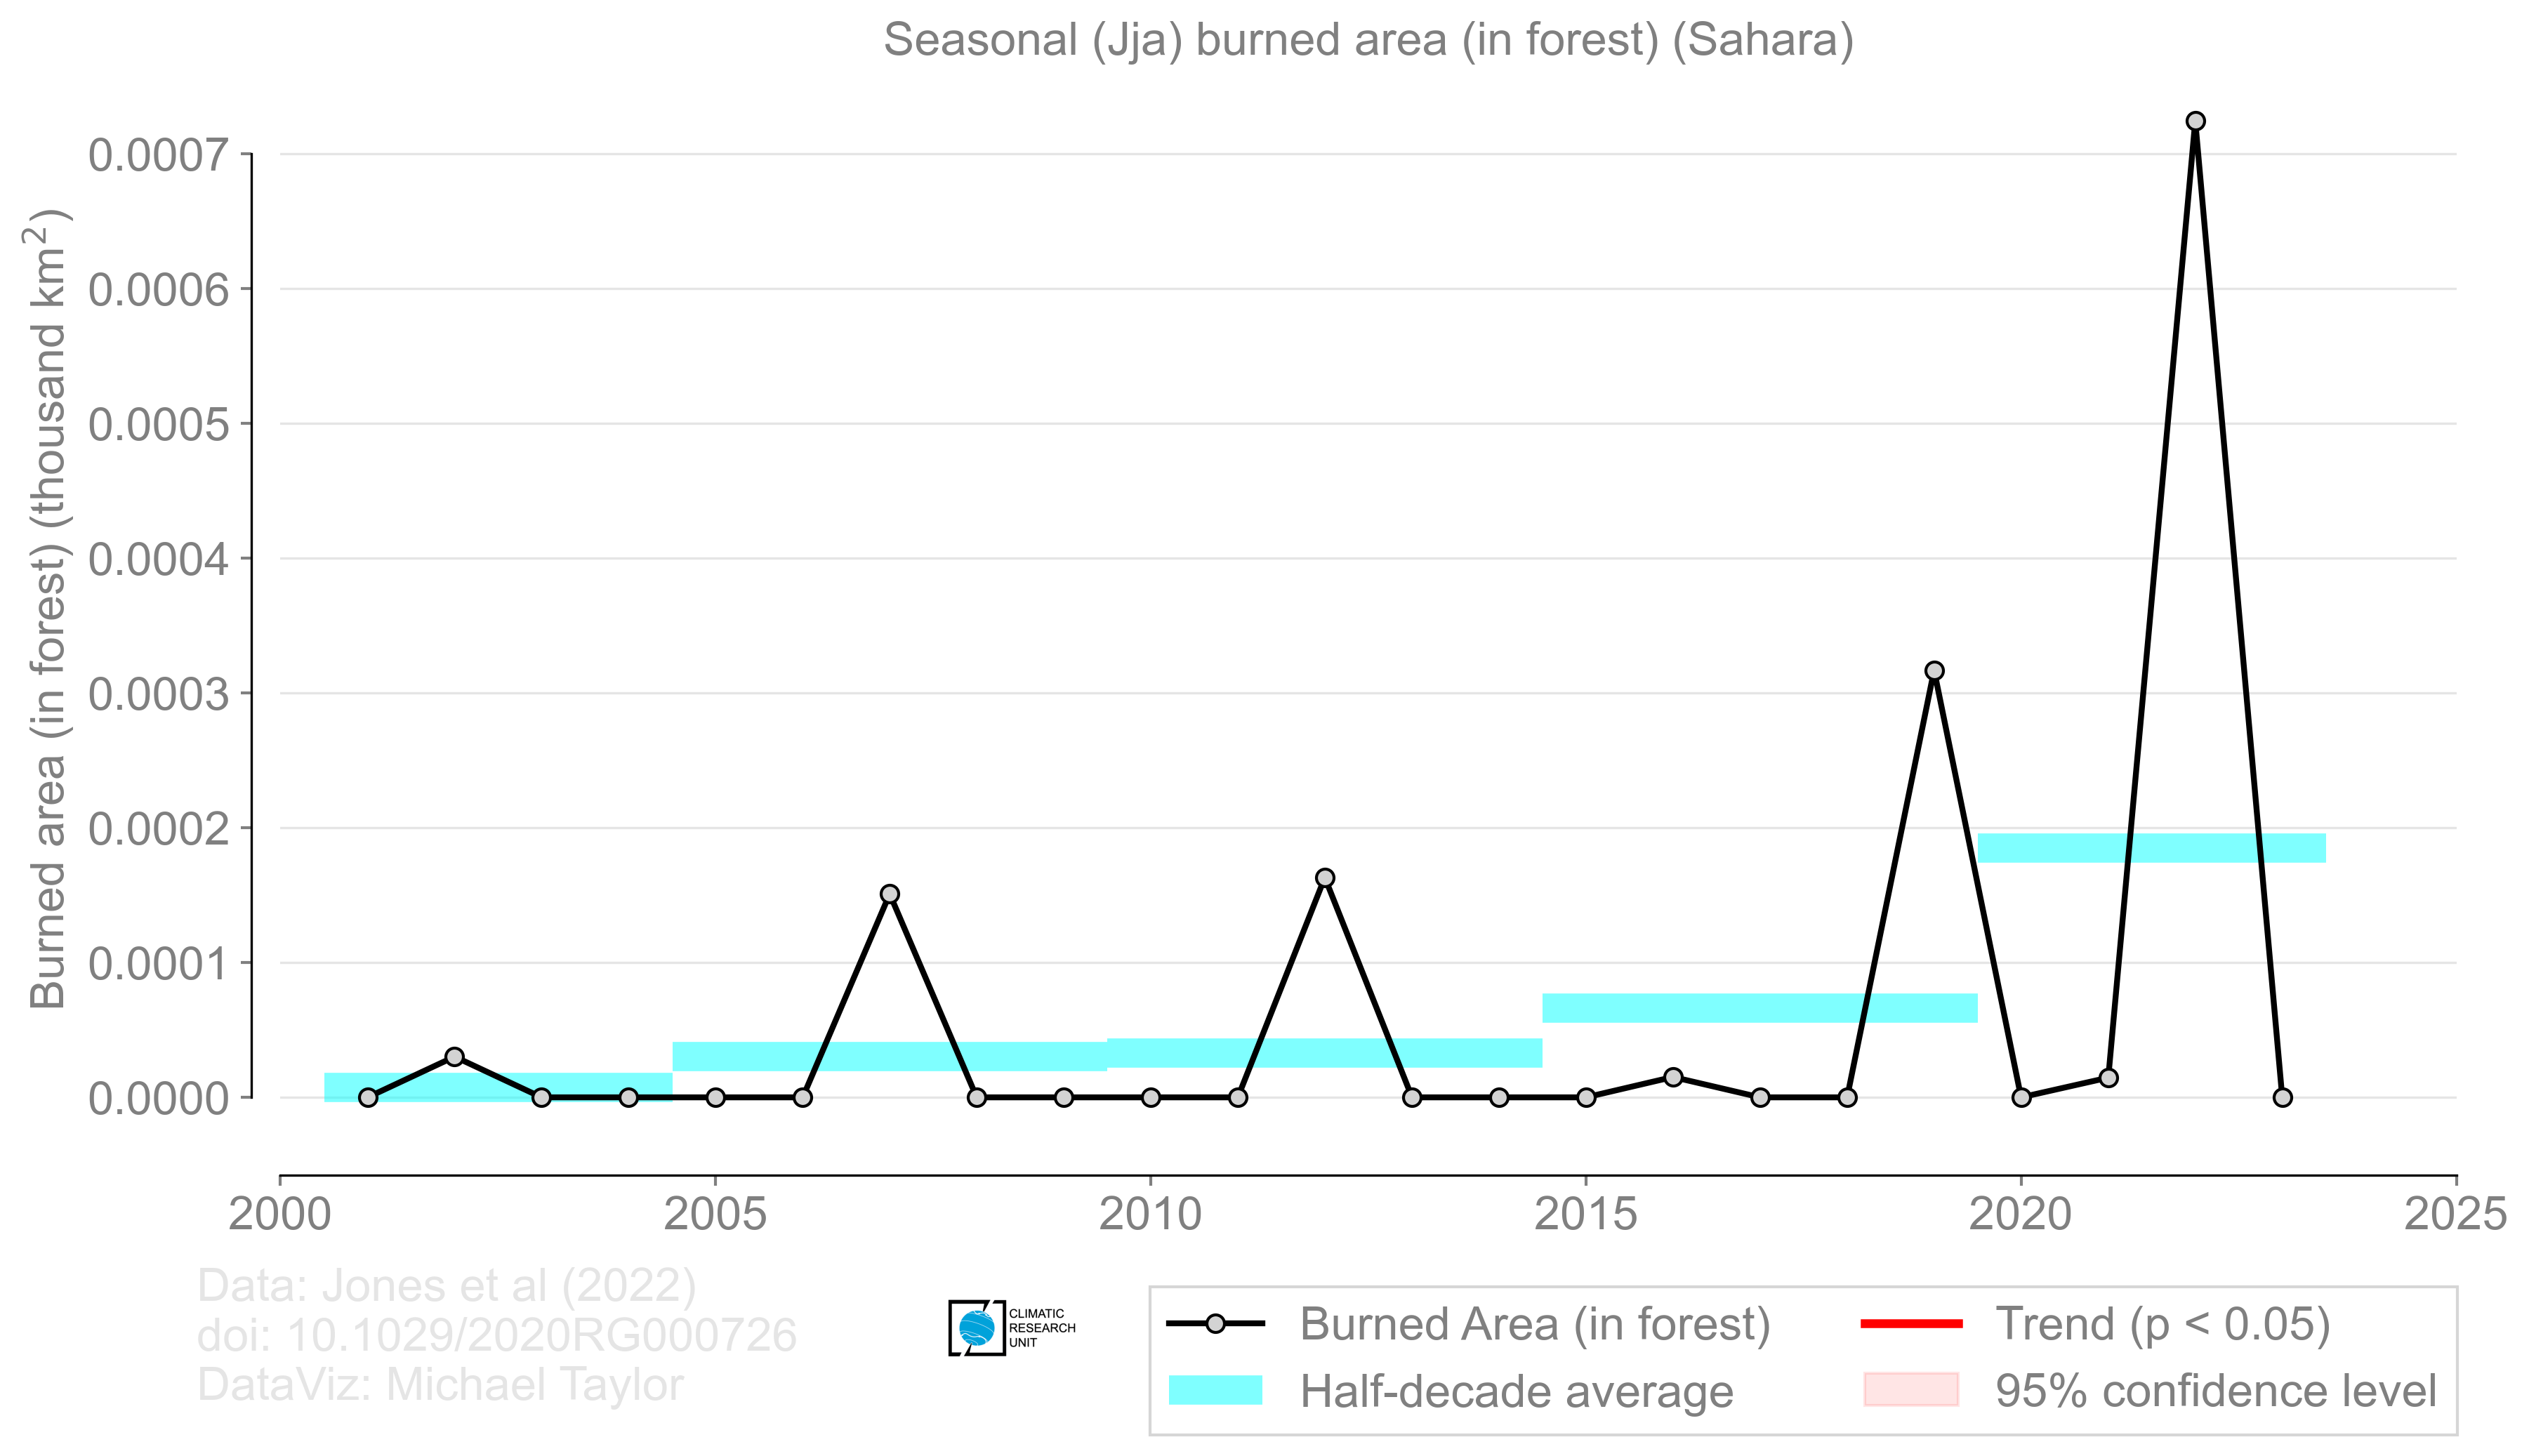 Seasonal (Jja) burned area (in forest) (Sahara)
Burned area (in forest) (thousand km²)
0.0007
0.0006
0.0005
0.0004
0.0003
0.0002
0.0001
0.0000
2000 2005 2010 2015 2020 2025
Data: Jones et al (2022)
doi: 10.1029/2020RG000726
DataViz: Michael Taylor
CLIMATIC
RESEARCH
UNIT
Burned Area (in forest)
Half-decade average
Trend (p < 0.05)
95% confidence level